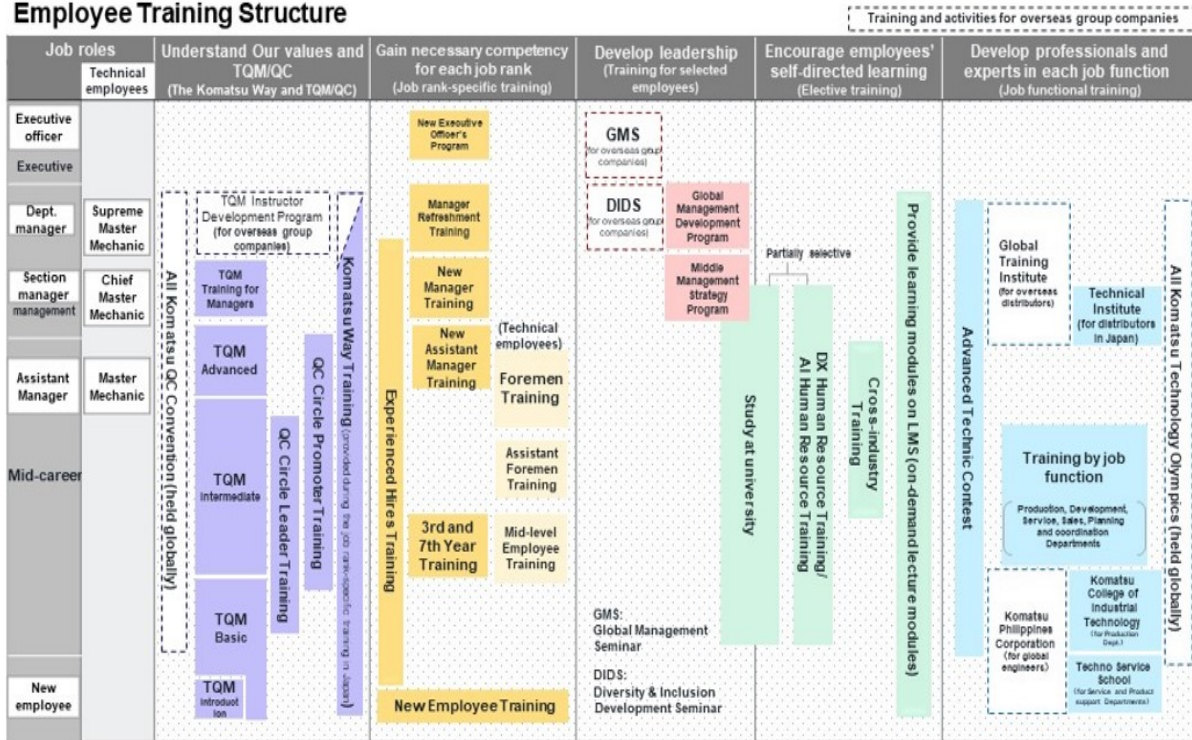 Employee Training Structure
Training and activities for overseas group companies
Job roles
Technical
employees
Understand Our values and
TQM/QC
(The Komatsu Way and TQM/QC)
Gain necessary competency
for each job rank
(Job rank-specific training)
Develop leadership
(Training for selected
employees)
Encourage employees'
self-directed learning
(Elective training)
Develop professionals and
experts in each job function
(Job functional training)
Executive
officer
Executive
Dept.
manager
Supreme
Master
Mechanic
Section
manager
management
Chief
Master
Mechanic
Assistant
Manager
Master
Mechanic
Mid-career
New
employee
All Komatsu QC Convention (held globally)
TQM Instructor
Development Program
(for overseas group
companies)
TQM
Training for
Managers
TQM
Advanced
TQM
Intermediate
TQM
Basic
TQM
Introduct
ion
QC Circle Leader Training
QC Circle Promoter Training
Komatsu Way Training (provided during the job rank-specific training in Japan)
New Executive
Officer's
Program
Manager
Refreshment
Training
New
Manager
Training
New
Assistant
Manager
Training
(Technical
employees)
Foremen
Training
Assistant
Foremen
Training
3rd and
7th Year
Training
Mid-level
Employee
Training
Experienced Hires Training
New Employee Training
GMS
(for overseas group
companies)
DIDS
(for overseas group
companies)
Global
Management
Development
Program
Middle
Management
Strategy
Program
GMS:
Global Management
Seminar
DIDS:
Diversity & Inclusion
Development Seminar
Partially selective
Study at university
DX Human Resource Training/
AI Human Resource Training
Cross-industry
Training
Provide learning modules on LMS (on-demand lecture modules)
Advanced Technic Contest
Global
Training
Institute
(for overseas
distributors)
Technical
Institute
(for distributors
in Japan)
Training by job
function
Production, Development,
Service, Sales, Planning
and coordination
Departments
Komatsu
Philippines
Corporation
(for global
engineers)
Komatsu
College of
Industrial
Technology
(for Production
Dept.)
Techno Service
School
(for Service and Product
support Departments)
All Komatsu Technology Olympics (held globally)